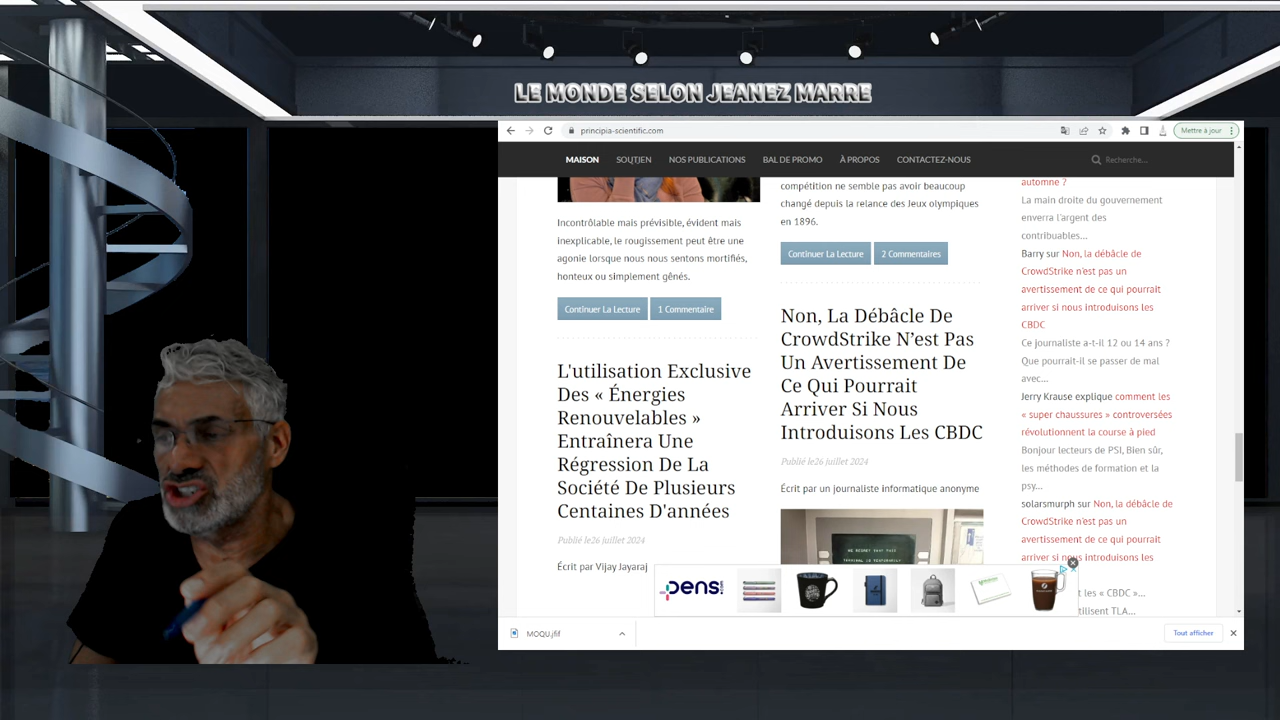 LE MONDE SELON JEANEZ MARRE
principia-scientific.com
Mettre à jour
MAISON
SOUTIEN
NOS PUBLICATIONS
BAL DE PROMO
À PROPOS
CONTACTEZ-NOUS
Recherche...
Incontrôlable mais prévisible, évident mais
inexplicable, le rougissement peut être une
agonie lorsque nous nous sentons mortifiés,
honteux ou simplement gênés.
Continuer La Lecture
1 Commentaire
L'utilisation Exclusive
Des « Énergies
Renouvelables »
Entraînera Une
Régression De La
Société De Plusieurs
Centaines D'années
Publié le26 juillet 2024
Écrit par Vijay Jayaraj
compétition ne semble pas avoir beaucoup
changé depuis la relance des Jeux olympiques
en 1896.
Continuer La Lecture
2 Commentaires
Non, La Débâcle De
CrowdStrike N’est Pas
Un Avertissement De
Ce Qui Pourrait
Arriver Si Nous
Introduisons Les CBDC
Publié le26 juillet 2024
Écrit par un journaliste informatique anonyme
automne ?
La main droite du gouvernement
enverra l'argent des
contribuables...
Barry sur Non, la débâcle de
CrowdStrike n'est pas un
avertissement de ce qui pourrait
arriver si nous introduisons les
CBDC
Ce journaliste a-t-il 12 ou 14 ans ?
Que pourrait-il se passer de mal
avec...
Jerry Krause explique comment les
« super chaussures » controversées
révolutionnent la course à pied
Bonjour lecteurs de PSI, Bien sûr,
les méthodes de formation et la
psy...
solarsmurph sur Non, la débâcle de
CrowdStrike n'est pas un
avertissement de ce qui pourrait
arriver si nous introduisons les
t les « CBDC »...
utilisent TLA...
pens.com
MOQU.jfif
Tout afficher